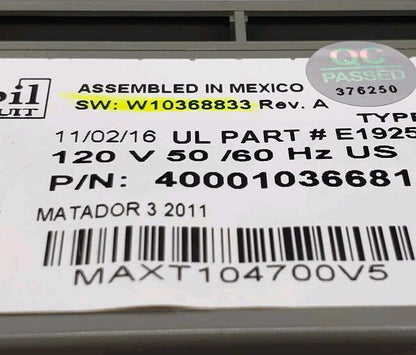 ASSEMBLED IN MEXICO
SW: W10368833 Rev. A
QC
PASSED
376250
TYPE
11/02/16 UL PART # E1925
120 V 50 /60 Hz US
P/N: 40001036681
MATADOR 3 2011
MAXT104700V5